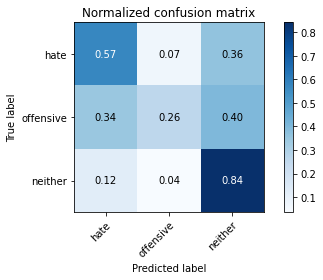 Normalized confusion matrix
True label
hate
0.57 0.07 0.36
offensive
0.34 0.26 0.40
neither
0.12 0.04 0.84
hate
offensive
neither
Predicted label
0.8
0.7
0.6
0.5
0.4
0.3
0.2
0.1